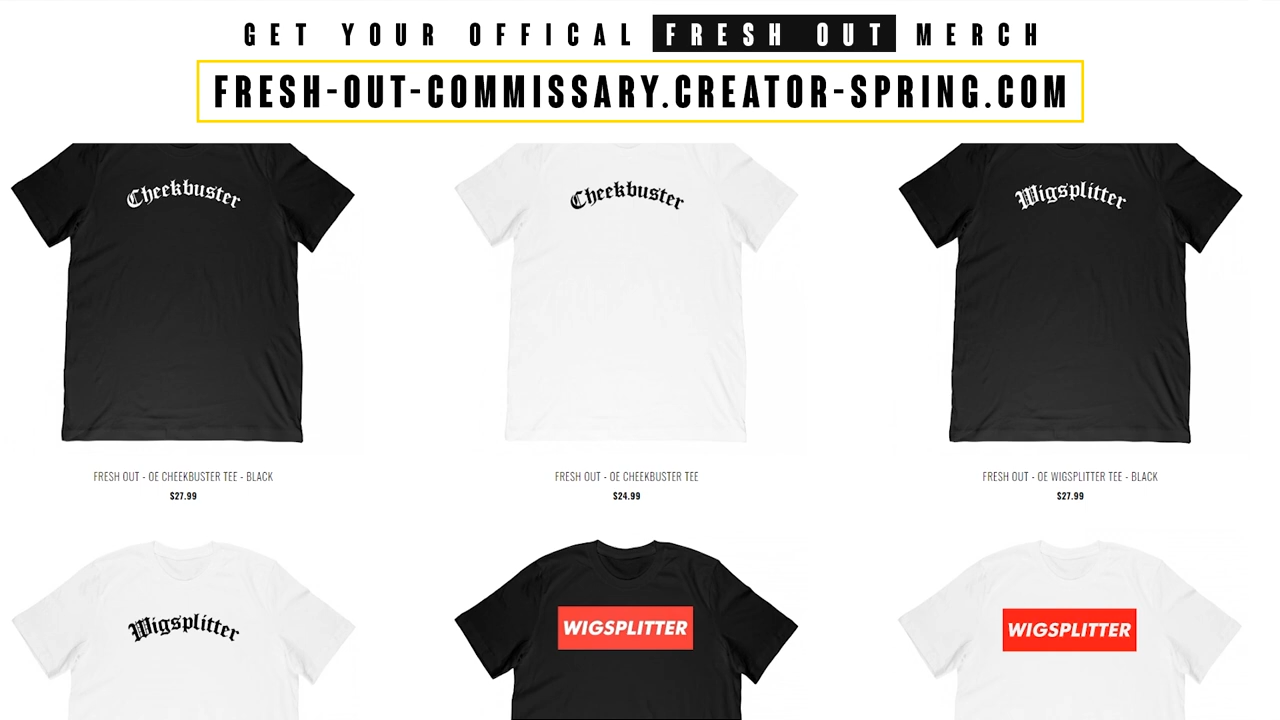 GET YOUR OFFICAL FRESH OUT MERCH
FRESH-OUT-COMMISSARY.CREATOR-SPRING.COM
Cheekbuster
Cheekbuster
Wigsplitter
FRESH OUT - OE CHEEKBUSTER TEE - BLACK
FRESH OUT - OE CHEEKBUSTER TEE
FRESH OUT - OE WIGSPLITTER TEE - BLACK
$27.99
$24.99
$27.99
Wigsplitter
WIGSPLITTER
WIGSPLITTER